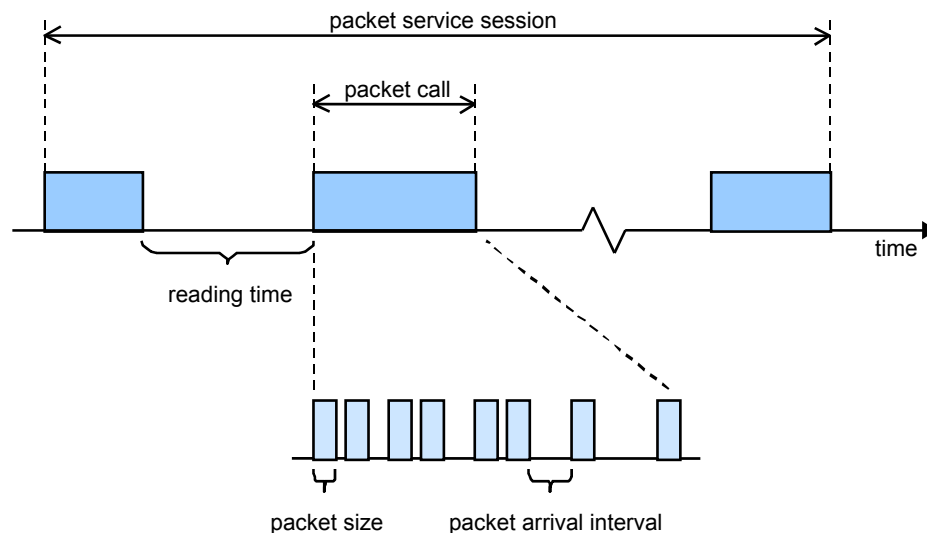 packet service session
packet call
time
reading time
packet size
packet arrival interval